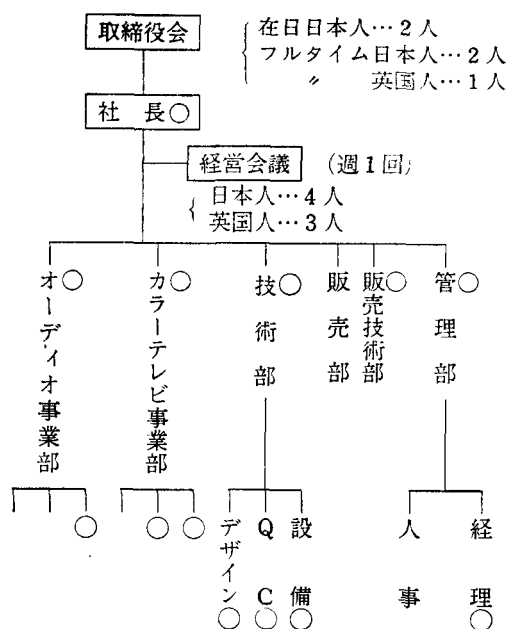 取締役会
在日日本人…2人
フルタイム日本人…2人
〃 英国人…1人
社長○
経営会議 (週1回)
日本人…4人
英国人…3人
オーディオ事業部○
カラーテレビ事業部○
技術部○
販売部
販売技術部○
管理部○
○
○
○
デザイン○
QC○
設備○
人事
経理○